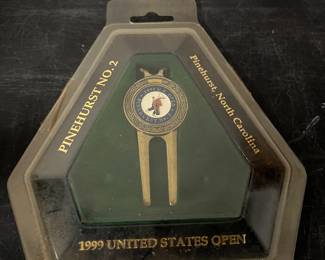 PINEHURST NO. 2
Pinehurst, North Carolina
1999 UNITED STATES OPEN